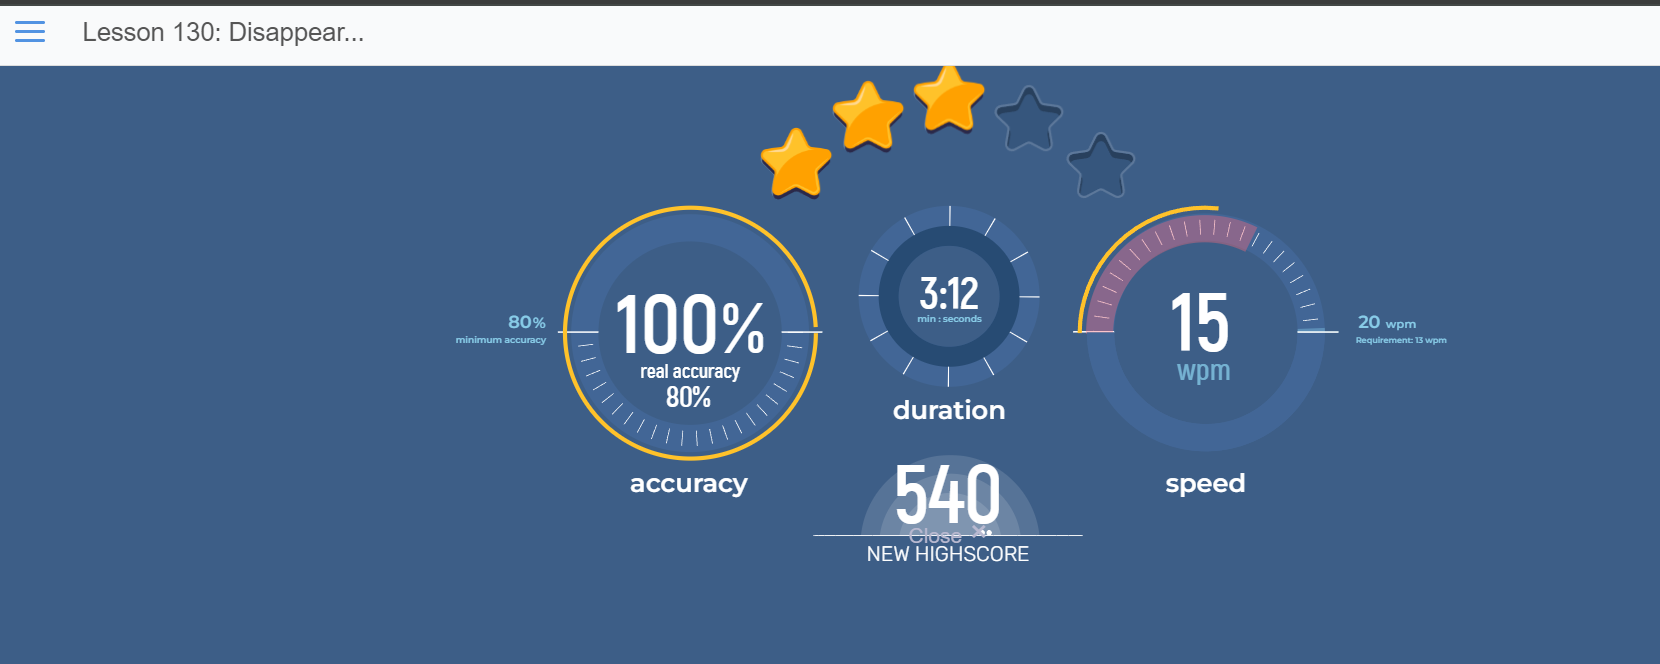 Lesson 130: Disappear...
100%
real accuracy
80%
80%
minimum accuracy
accuracy
3:12
min : seconds
duration
15
wpm
20 wpm
Requirement: 13 wpm
speed
540
Close ×
NEW HIGHSCORE